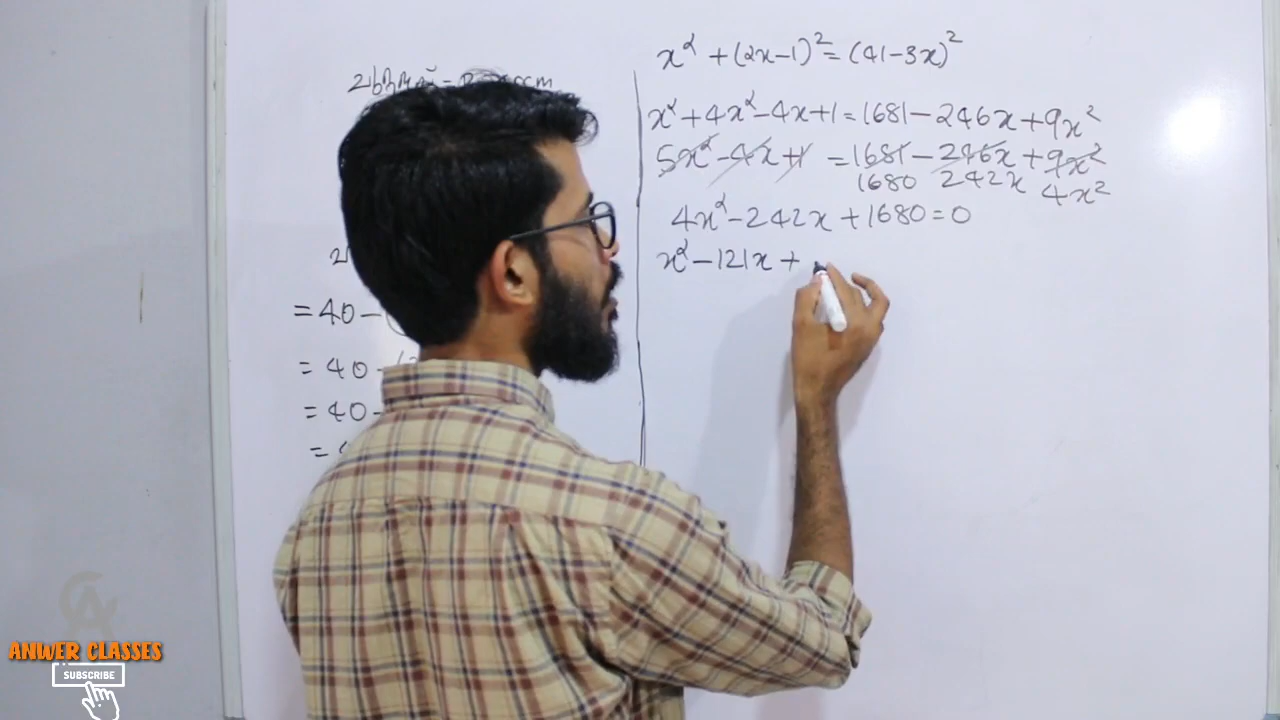 = 40 -
= 40 -
= 40 -
=
x² + (2x-1)² = (41-3x)²
x² + 4x² - 4x + 1 = 1681 - 246x + 9x²
5x² - 4x + 1 = 1681 - 246x + 9x²
1680 242x 4x²
4x² - 242x + 1680 = 0
x² - 121x +
ANWER CLASSES
SUBSCRIBE